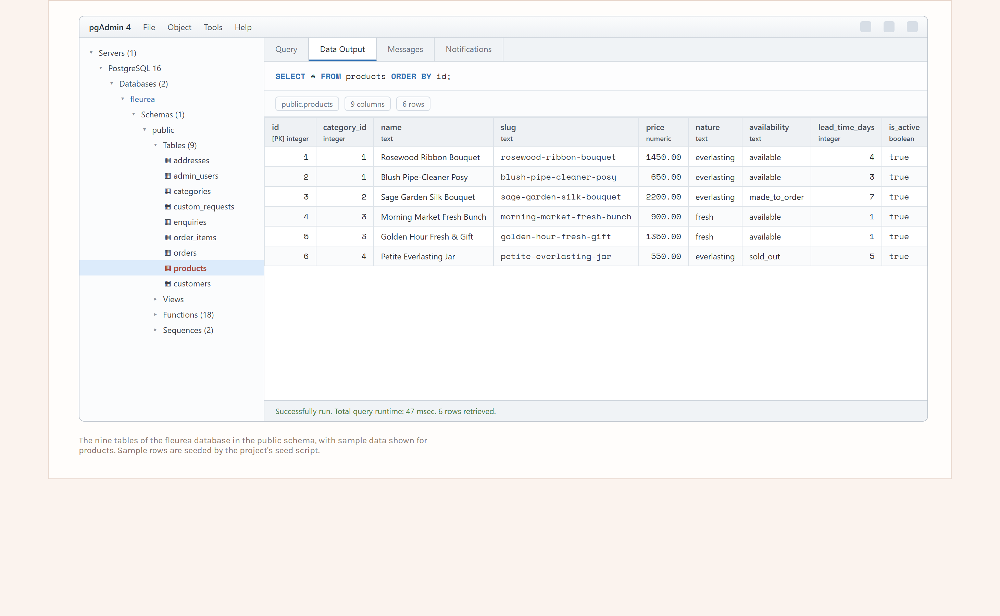 pgAdmin 4 File Object Tools Help
Servers (1)
PostgreSQL 16
Databases (2)
fleurea
Schemas (1)
public
Tables (9)
addresses
admin_users
categories
custom_requests
enquiries
order_items
orders
products
customers
Views
Functions (18)
Sequences (2)
Query Data Output Messages Notifications
SELECT * FROM products ORDER BY id;
public.products 9 columns 6 rows
id category_id name slug price nature availability lead_time_days is_active
[PK] integer integer text text numeric text text integer boolean
1 1 Rosewood Ribbon Bouquet rosewood-ribbon-bouquet 1450.00 everlasting available 4 true
2 1 Blush Pipe-Cleaner Posy blush-pipe-cleaner-posy 650.00 everlasting available 3 true
3 2 Sage Garden Silk Bouquet sage-garden-silk-bouquet 2200.00 everlasting made_to_order 7 true
4 3 Morning Market Fresh Bunch morning-market-fresh-bunch 900.00 fresh available 1 true
5 3 Golden Hour Fresh & Gift golden-hour-fresh-gift 1350.00 fresh available 1 true
6 4 Petite Everlasting Jar petite-everlasting-jar 550.00 everlasting sold_out 5 true
Successfully run. Total query runtime: 47 msec. 6 rows retrieved.
The nine tables of the fleurea database in the public schema, with sample data shown for
products. Sample rows are seeded by the project's seed script.